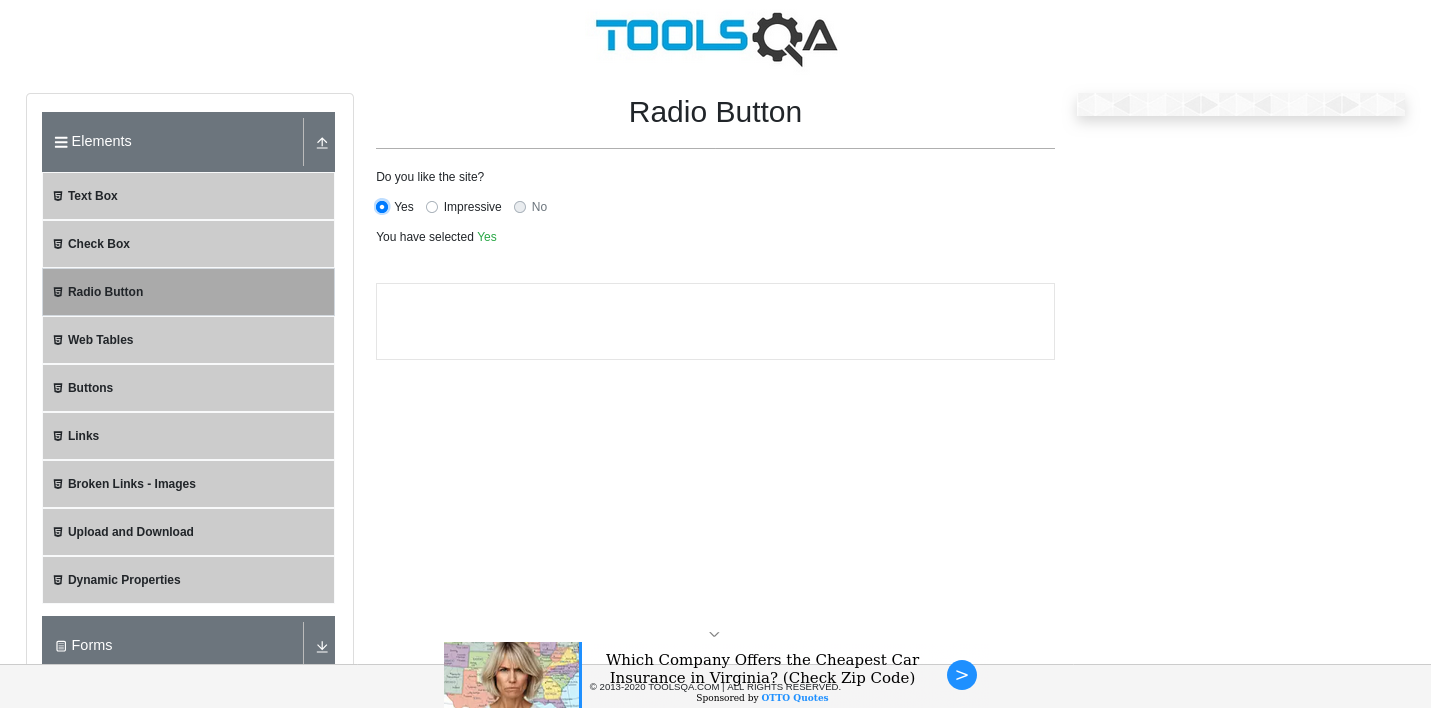 TOOLSQA
Elements
Text Box
Check Box
Radio Button
Web Tables
Buttons
Links
Broken Links - Images
Upload and Download
Dynamic Properties
Forms
Radio Button
Do you like the site?
Yes Impressive No
You have selected Yes
Which Company Offers the Cheapest Car
Insurance in Virginia? (Check Zip Code)
© 2013-2020 TOOLSQA.COM | ALL RIGHTS RESERVED.
Sponsored by OTTO Quotes